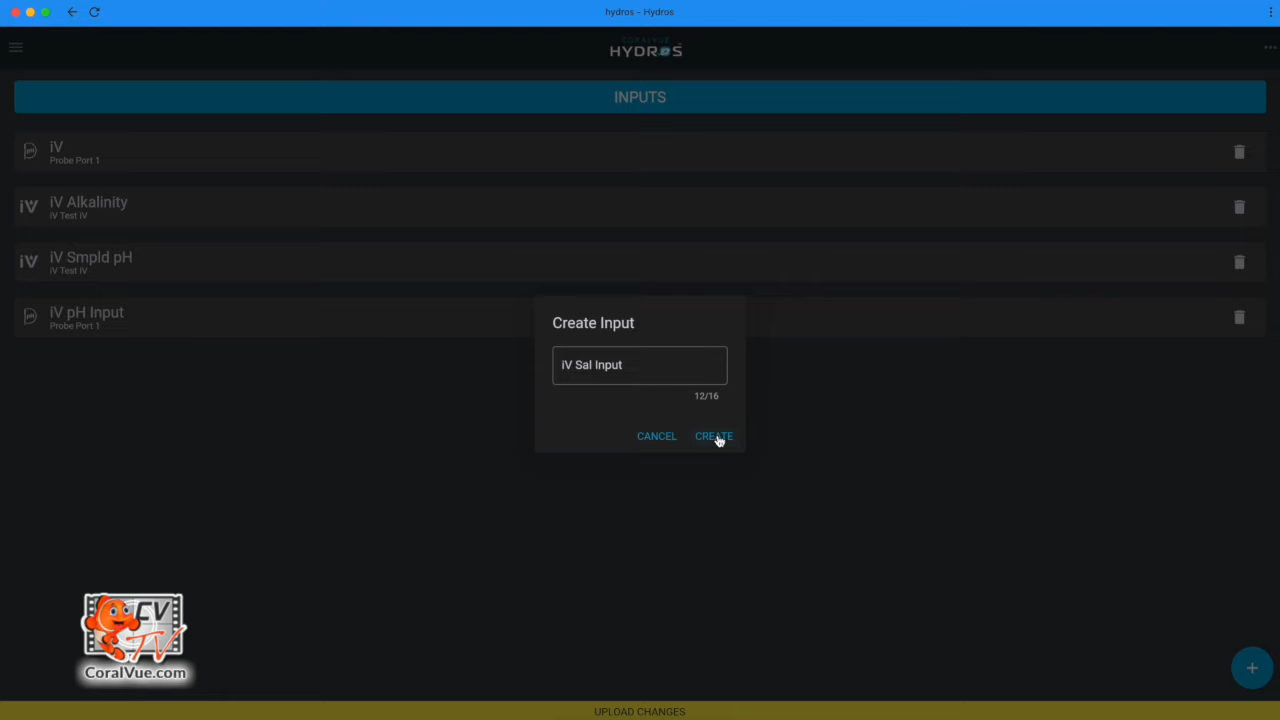 hydros - Hydros
CORALVUE
HYDROS
INPUTS
iV
Probe Port 1
iV Alkalinity
iV Test iV
iV Smpld pH
iV Test iV
iV pH Input
Probe Port 1
Create Input
iV Sal Input
12/16
CANCEL
CREATE
CV
TV
CoralVue.com
UPLOAD CHANGES